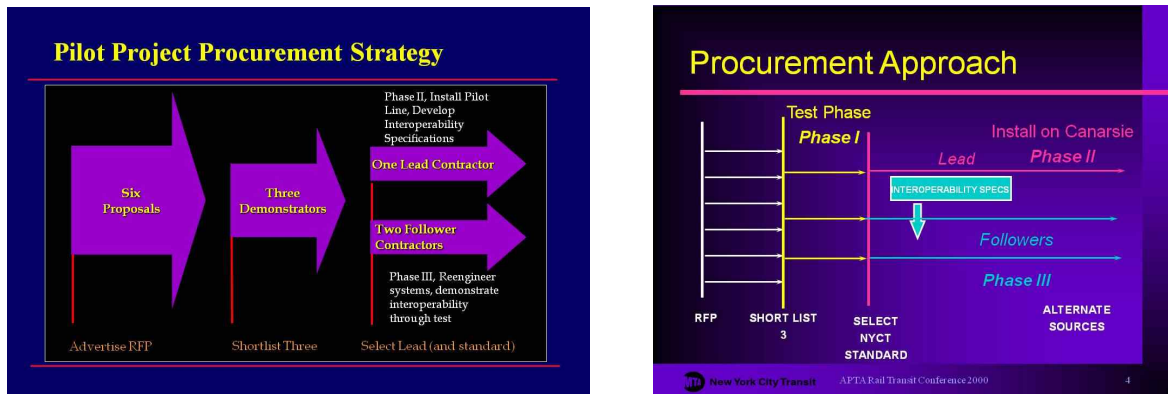 Pilot Project Procurement Strategy
Phase II, Install Pilot
Line, Develop
Interoperability
Specifications
One Lead Contractor
Six
Proposals
Three
Demonstrators
Two Follower
Contractors
Phase III, Reengineer
systems, demonstrate
interoperability
through test
Advertise RFP
Shortlist Three
Select Lead (and standard)
Procurement Approach
Test Phase
Phase I
Install on Canarsie
Lead
Phase II
INTEROPERABILITY SPECS
Followers
Phase III
RFP
SHORT LIST
3
SELECT
NYCT
STANDARD
ALTERNATE
SOURCES
MTA New York City Transit
APTA Rail Transit Conference 2000
4